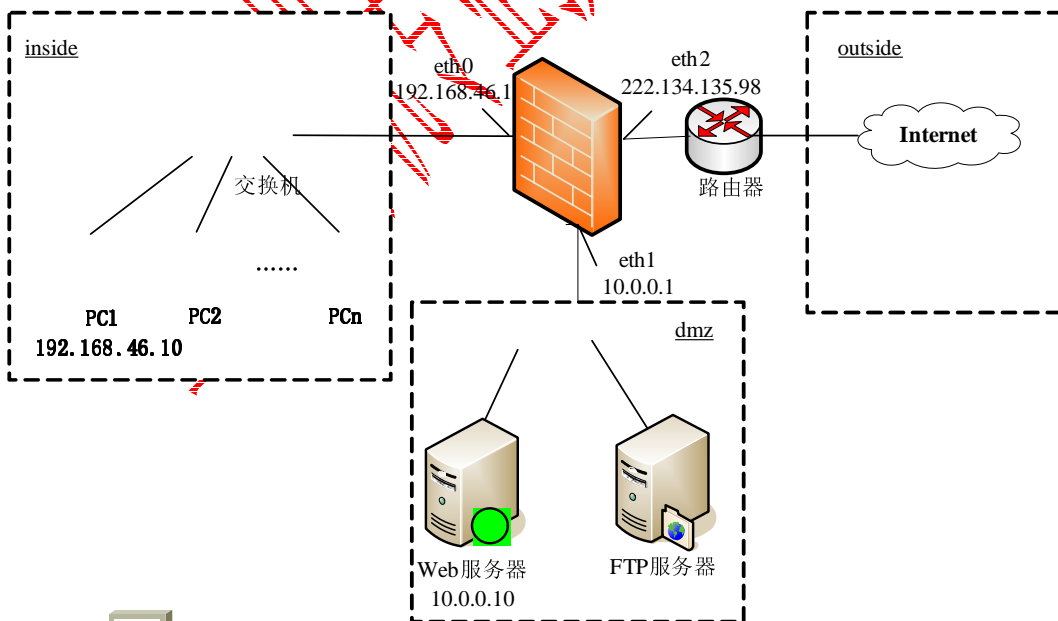 inside
eth0
192.168.46.1
交换机
......
PC1
PC2
PCn
192.168.46.10
eth2
222.134.135.98
路由器
outside
Internet
eth1
10.0.0.1
dmz
Web服务器
10.0.0.10
FTP服务器